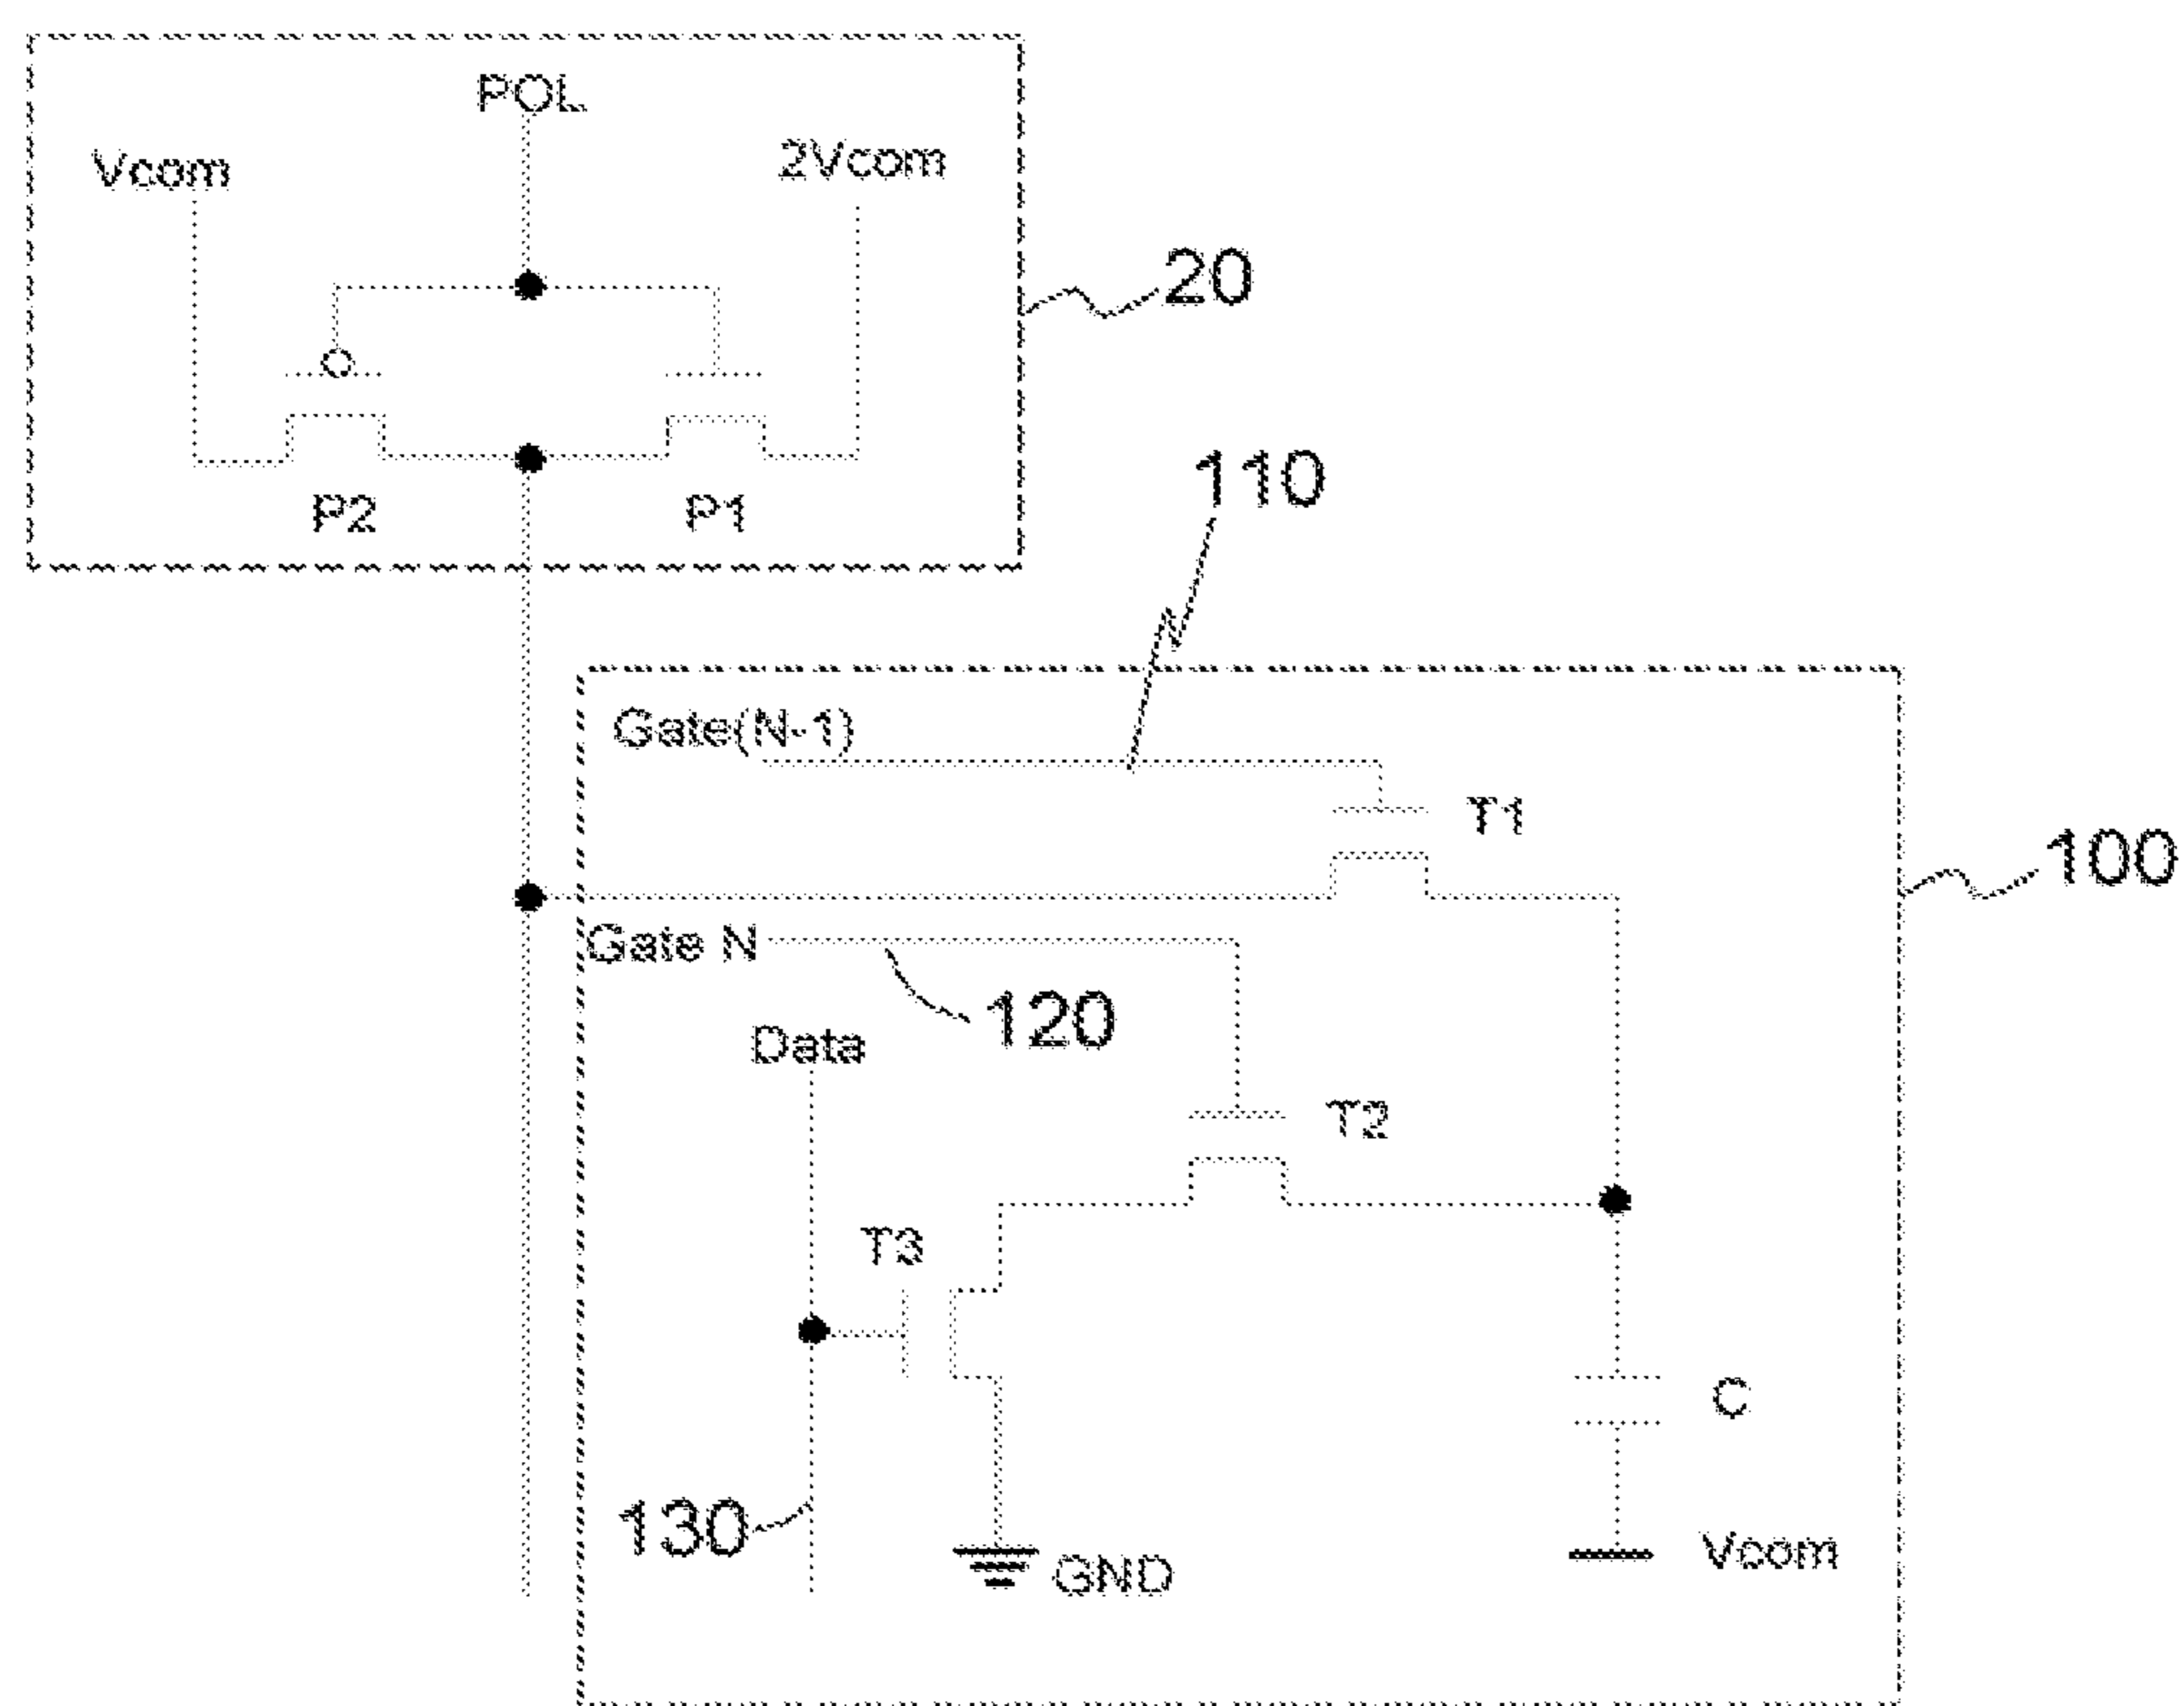 POL
Vcom
2Vcom
20
P2
P1
110
Gate(N-1)
T1
100
Gate N
120
Data
T2
T3
C
130
GND
Vcom